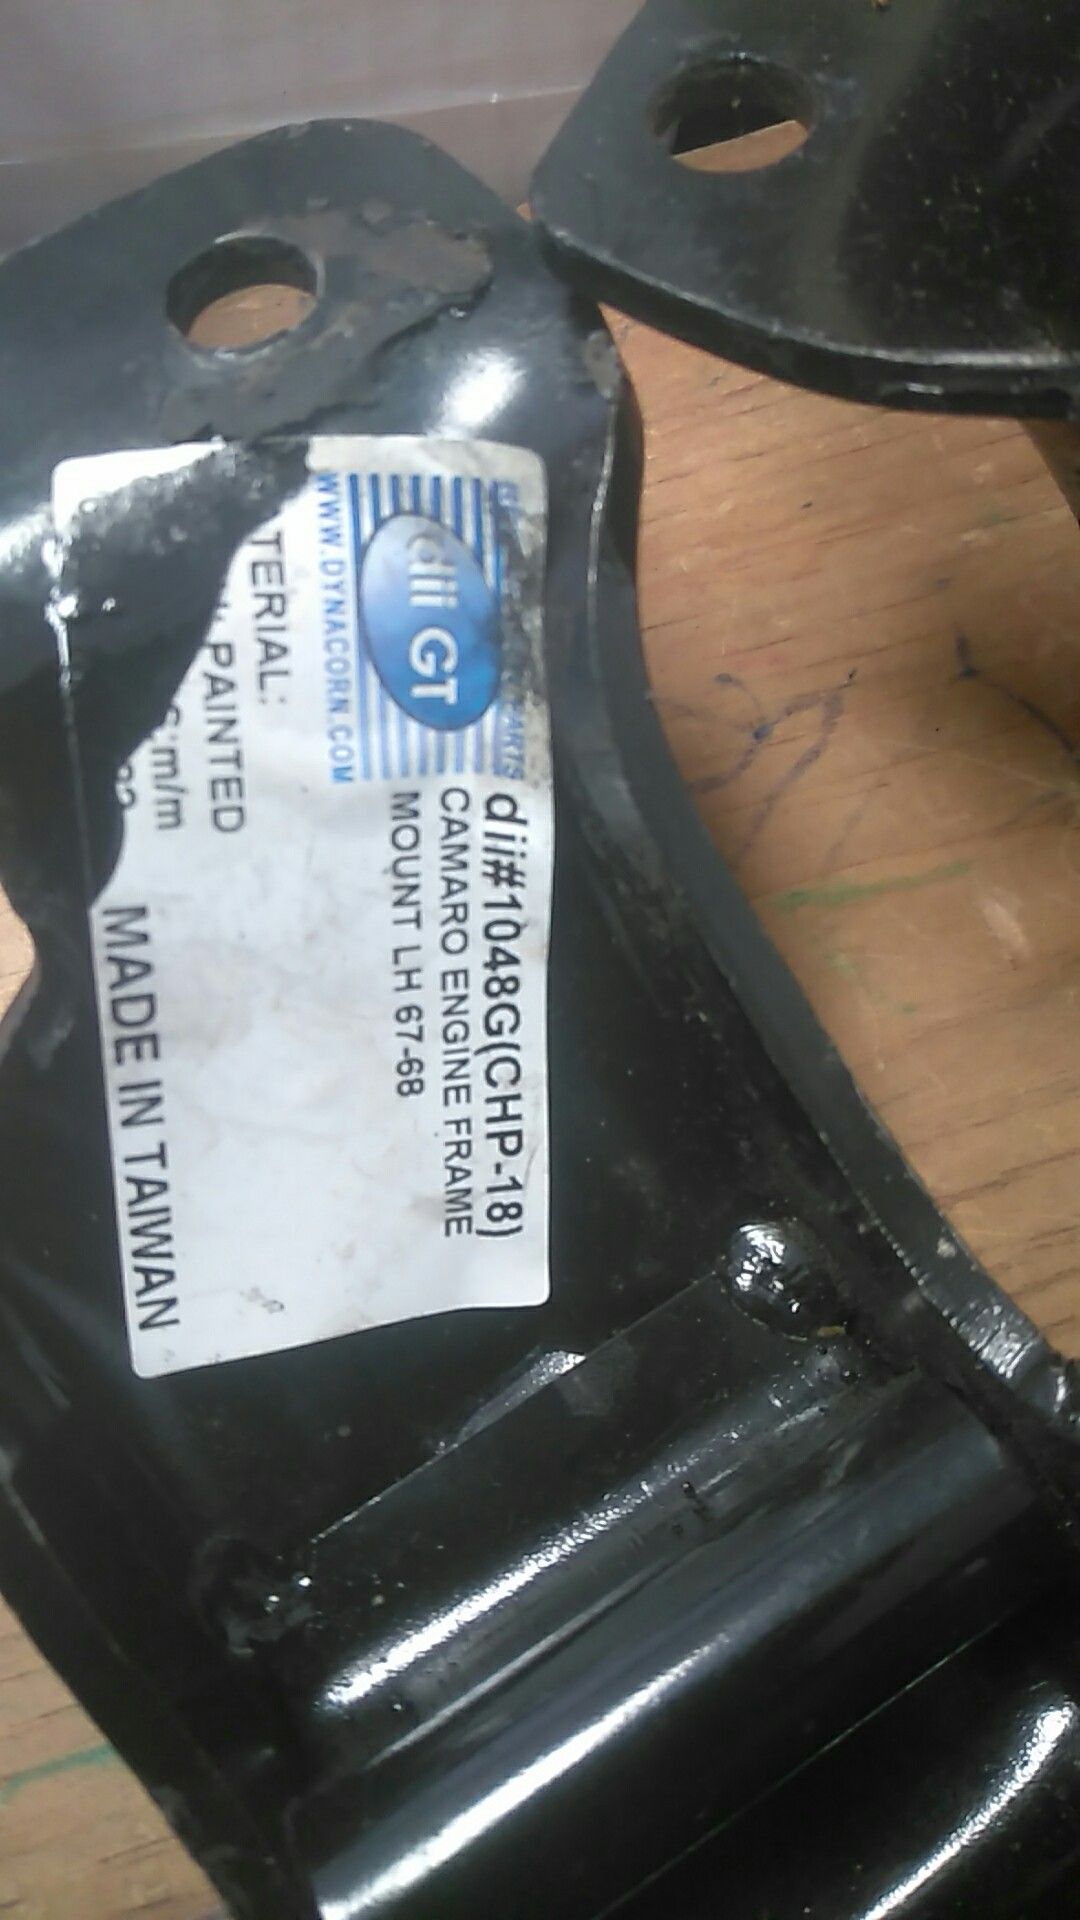 dii GT
WWW.DYNACORN.COM
PARTS
dii#1048G(CHP-18)
CAMARO ENGINE FRAME
MOUNT LH 67-68
TERIAL:
PAINTED
m/m
MADE IN TAIWAN